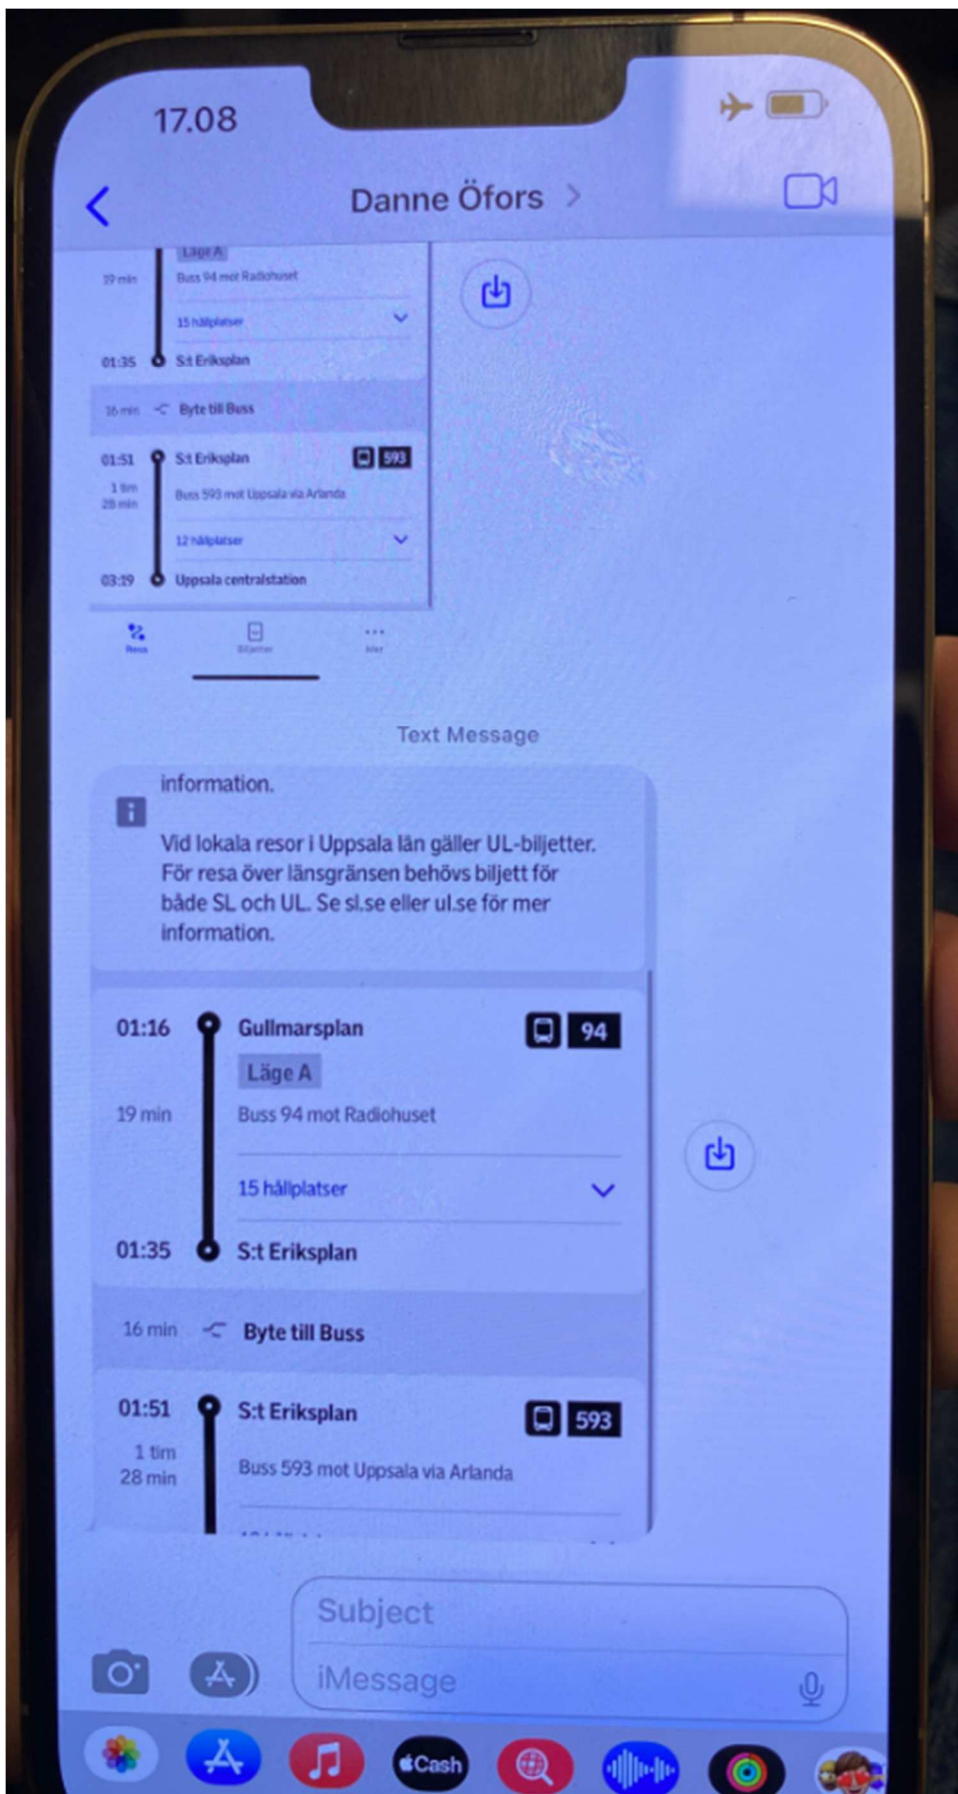 17.08
Danne Öfors
Läge A
19 min
Buss 94 mot Radiohuset
15 hållplatser
01:35
S:t Eriksplan
16 min
Byte till Buss
01:51
S:t Eriksplan
593
1 tim
28 min
Buss 593 mot Uppsala via Arlanda
12 hållplatser
03:19
Uppsala centralstation
Resa
Biljetter
Mer
Text Message
information.
Vid lokala resor i Uppsala län gäller UL-biljetter.
För resa över länsgränsen behövs biljett för
både SL och UL. Se sl.se eller ul.se för mer
information.
01:16
Gullmarsplan
94
Läge A
19 min
Buss 94 mot Radiohuset
15 hållplatser
01:35
S:t Eriksplan
16 min
Byte till Buss
01:51
S:t Eriksplan
593
1 tim
28 min
Buss 593 mot Uppsala via Arlanda
Subject
iMessage
Cash